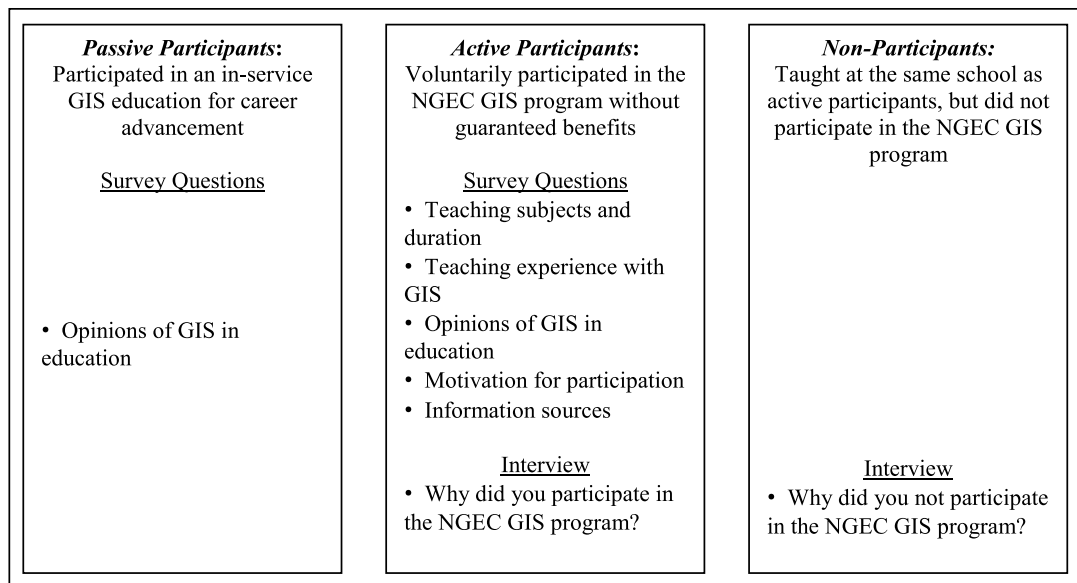 Passive Participants:
Participated in an in-service
GIS education for career
advancement
Survey Questions
• Opinions of GIS in
education
Active Participants:
Voluntarily participated in the
NGEC GIS program without
guaranteed benefits
Survey Questions
• Teaching subjects and
duration
• Teaching experience with
GIS
• Opinions of GIS in
education
• Motivation for participation
• Information sources
Interview
• Why did you participate in
the NGEC GIS program?
Non-Participants:
Taught at the same school as
active participants, but did not
participate in the NGEC GIS
program
Interview
• Why did you not participate
in the NGEC GIS program?